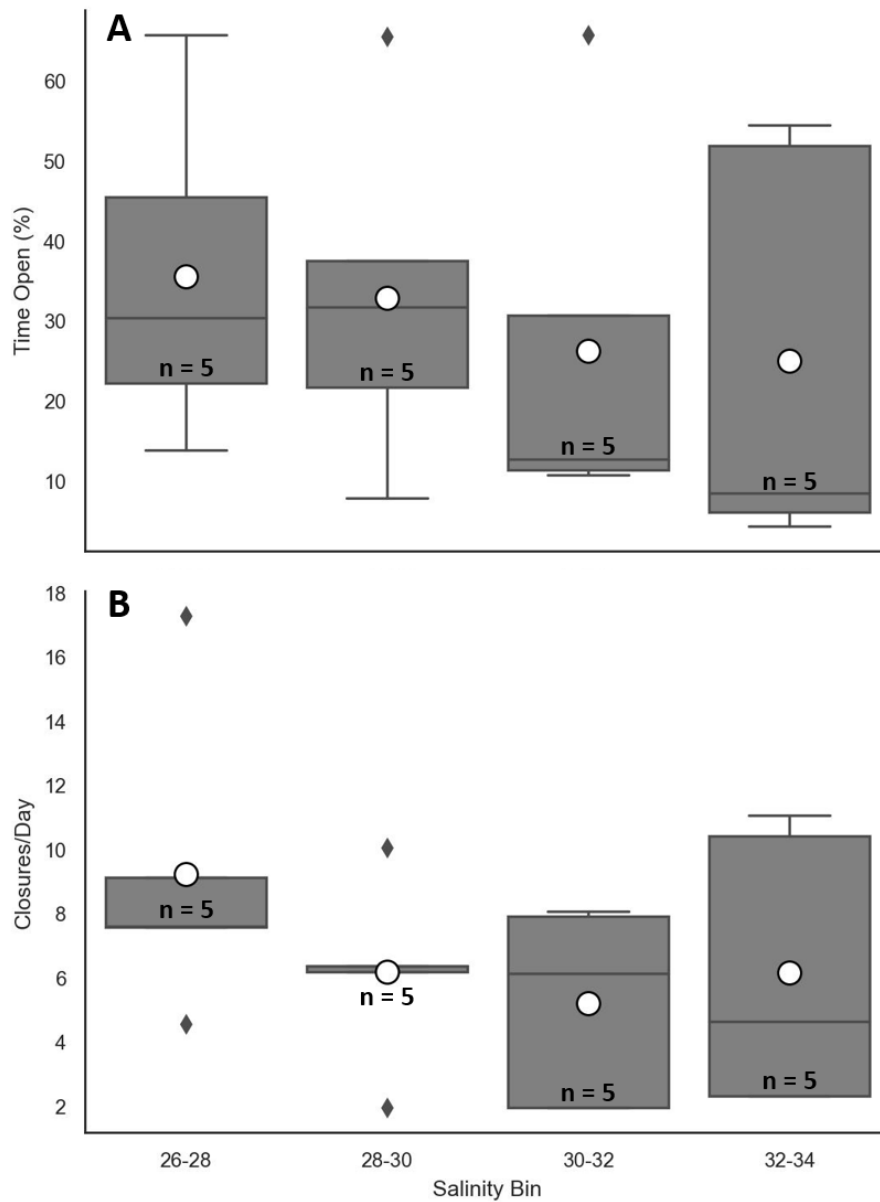 A
60
50
40
30
20
10
Time Open (%)
n = 5
n = 5
n = 5
n = 5
B
18
16
14
12
10
8
6
4
2
Closures/Day
n = 5
n = 5
n = 5
n = 5
26-28
28-30
30-32
32-34
Salinity Bin